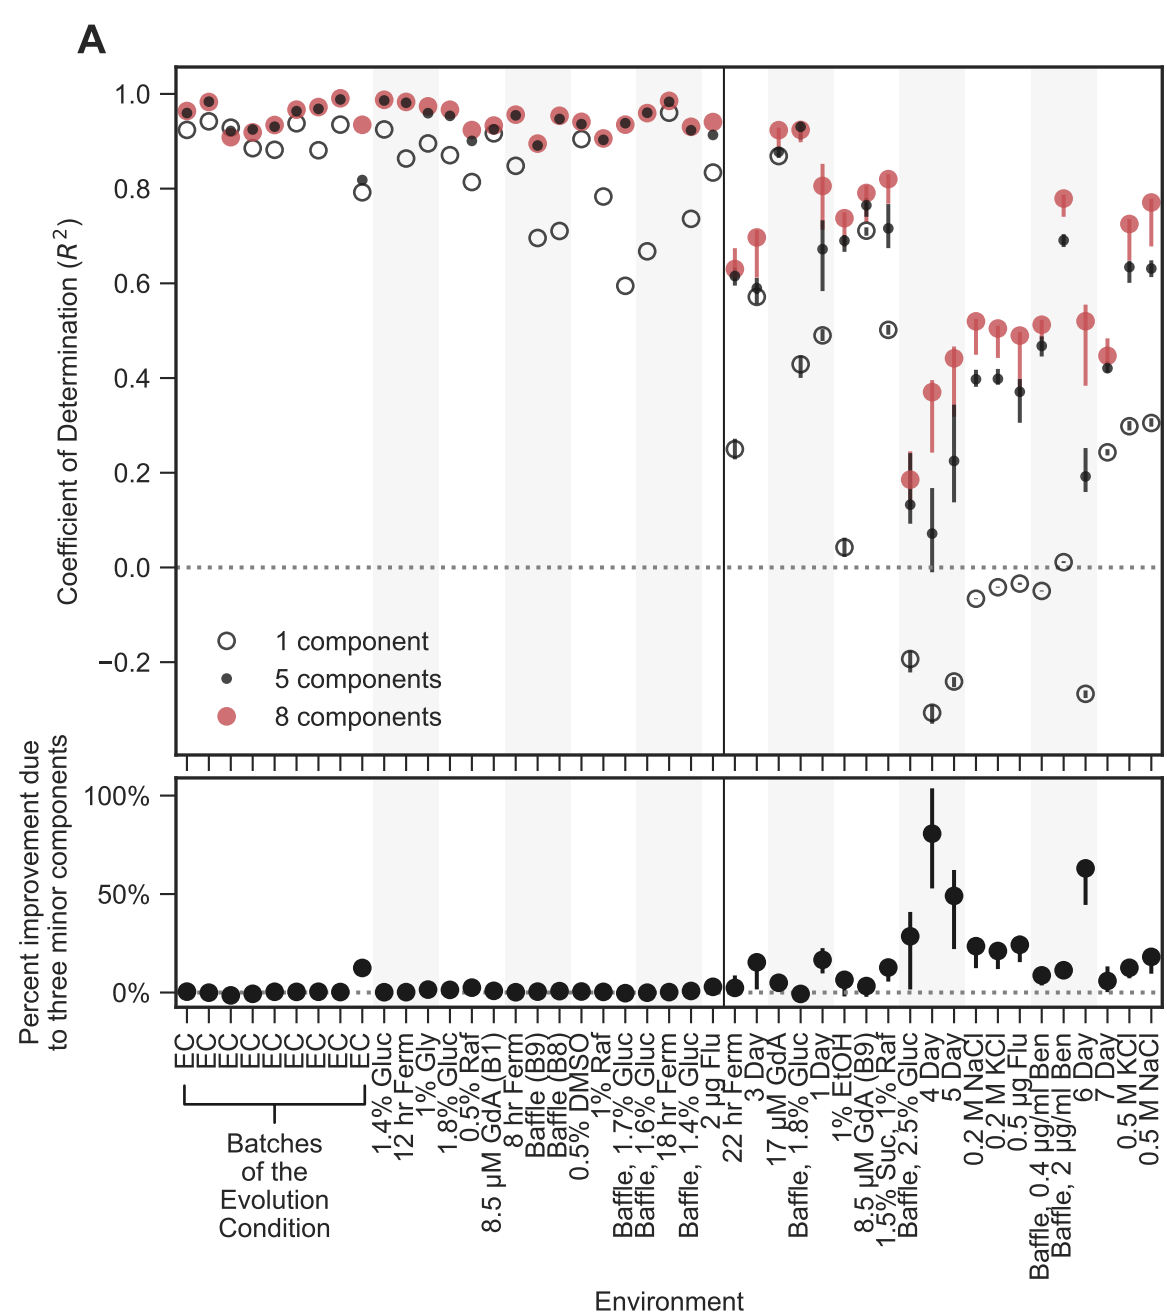 A
1.0
0.8
0.6
0.4
0.2
0.0
−0.2
Coefficient of Determination (R²)
1 component
5 components
8 components
Percent improvement due
to three minor components
100%
50%
0%
EC
EC
EC
EC
EC
EC
EC
EC
EC
1.4% Gluc
12 hr Ferm
1% Gly
1.8% Gluc
0.5% Raf
8.5 µM GdA (B1)
8 hr Ferm
Baffle (B9)
Baffle (B8)
0.5% DMSO
1% Raf
Baffle, 1.7% Gluc
Baffle, 1.6% Gluc
18 hr Ferm
Baffle, 1.4% Gluc
2 µg Flu
22 hr Ferm
3 Day
17 µM GdA
Baffle, 1.8% Gluc
1 Day
1% EtOH
8.5 µM GdA (B9)
1.5% Suc, 1% Raf
Baffle, 2.5% Gluc
4 Day
5 Day
0.2 M NaCl
0.2 M KCl
0.5 µg Flu
Baffle, 0.4 µg/ml Ben
Baffle, 2 µg/ml Ben
6 Day
7 Day
0.5 M KCl
0.5 M NaCl
Batches
of the
Evolution
Condition
Environment